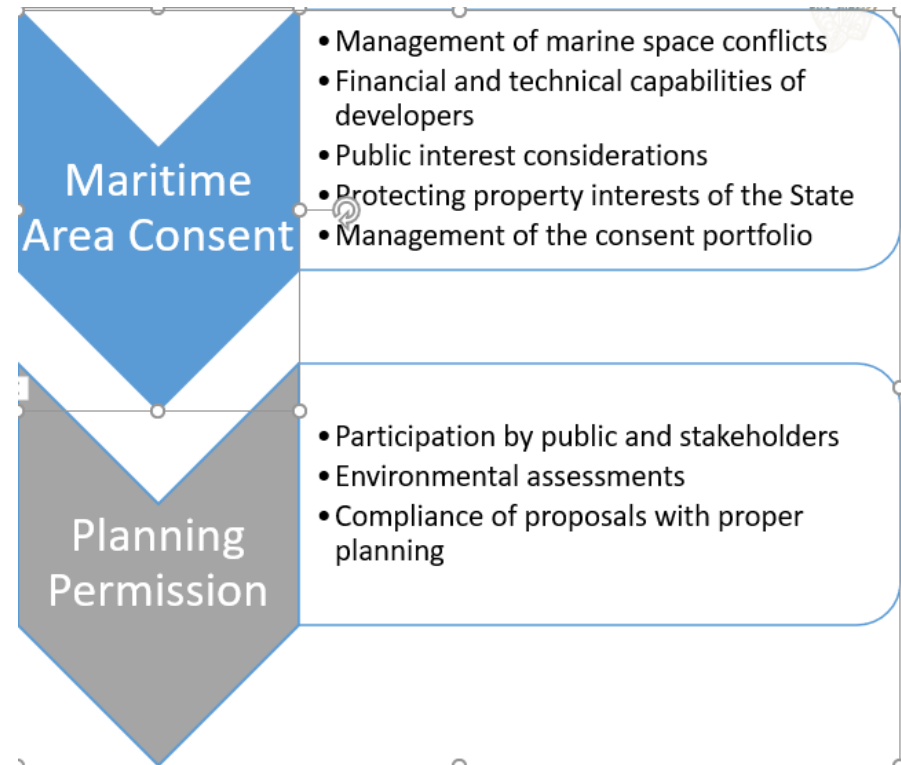 Maritime
Area Consent
• Management of marine space conflicts
• Financial and technical capabilities of
developers
• Public interest considerations
• Protecting property interests of the State
• Management of the consent portfolio
Planning
Permission
• Participation by public and stakeholders
• Environmental assessments
• Compliance of proposals with proper
planning